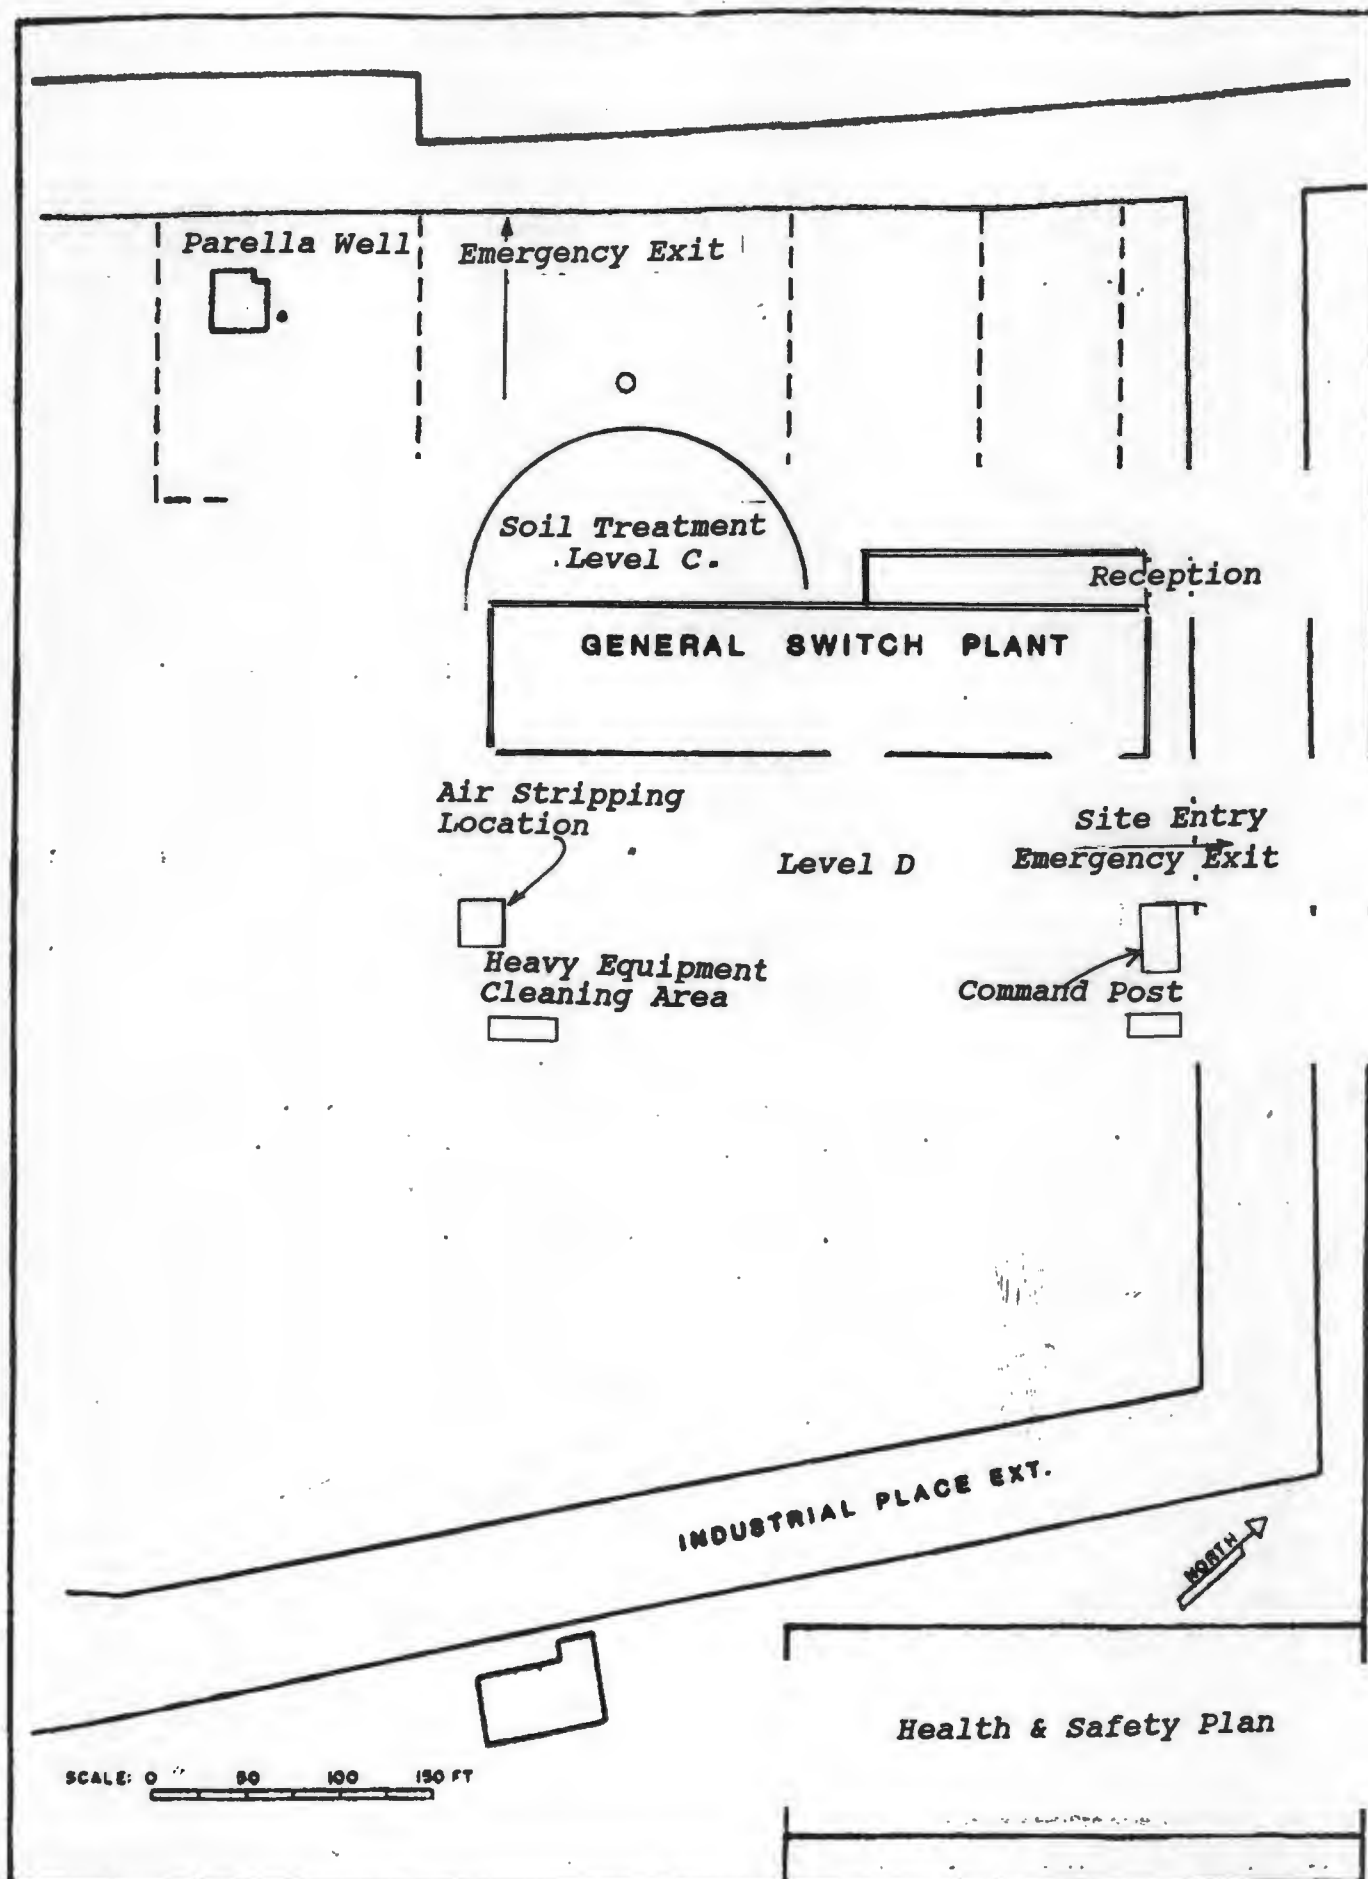 Parella Well
Emergency Exit
Soil Treatment
Level C.
Reception
GENERAL SWITCH PLANT
Air Stripping
Location
Site Entry
Level D
Emergency Exit
Heavy Equipment
Cleaning Area
Command Post
INDUSTRIAL PLACE EXT.
NORTH
Health & Safety Plan
SCALE: 0 50 100 150 FT